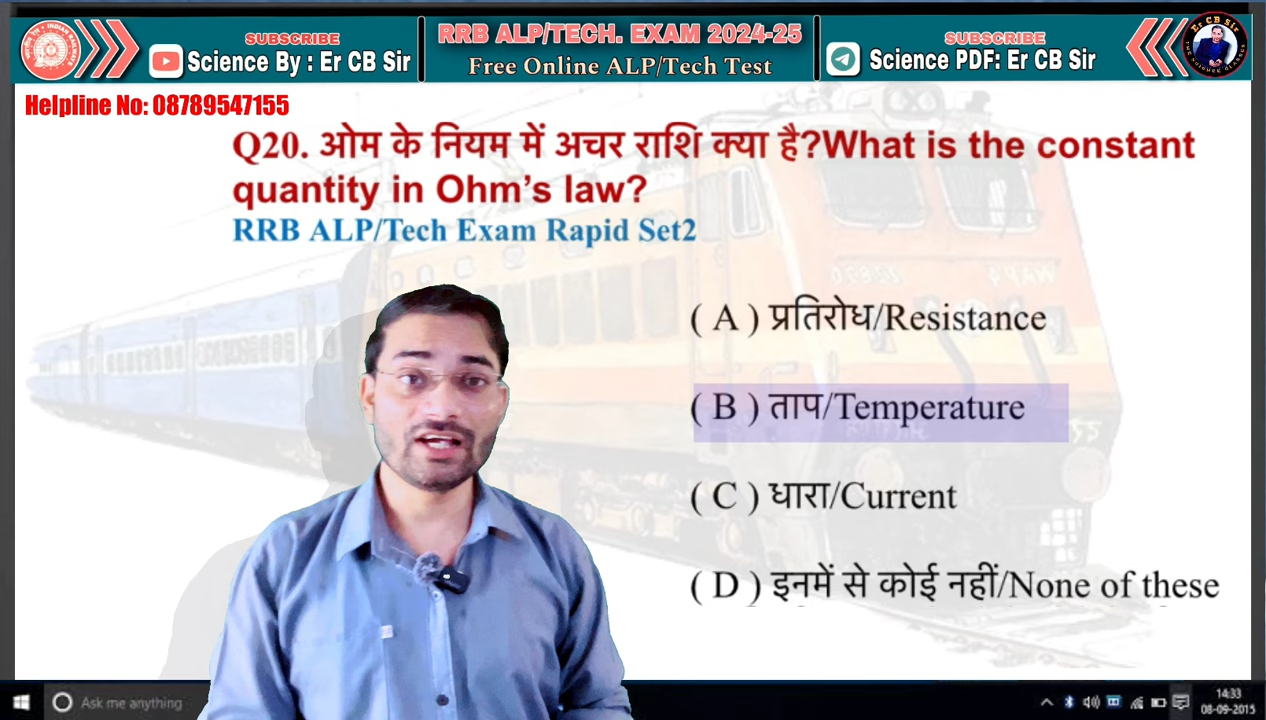 SUBSCRIBE
Science By : Er CB Sir
RRB ALP/TECH. EXAM 2024-25
Free Online ALP/Tech Test
SUBSCRIBE
Science PDF: Er CB Sir
Er CB Sir
Helpline No: 08789547155
Q20. ओम के नियम में अचर राशि क्या है?What is the constant
quantity in Ohm’s law?
RRB ALP/Tech Exam Rapid Set2
( A ) प्रतिरोध/Resistance
( B ) ताप/Temperature
( C ) धारा/Current
( D ) इनमें से कोई नहीं/None of these
Ask me anything
14:33
08-09-2015